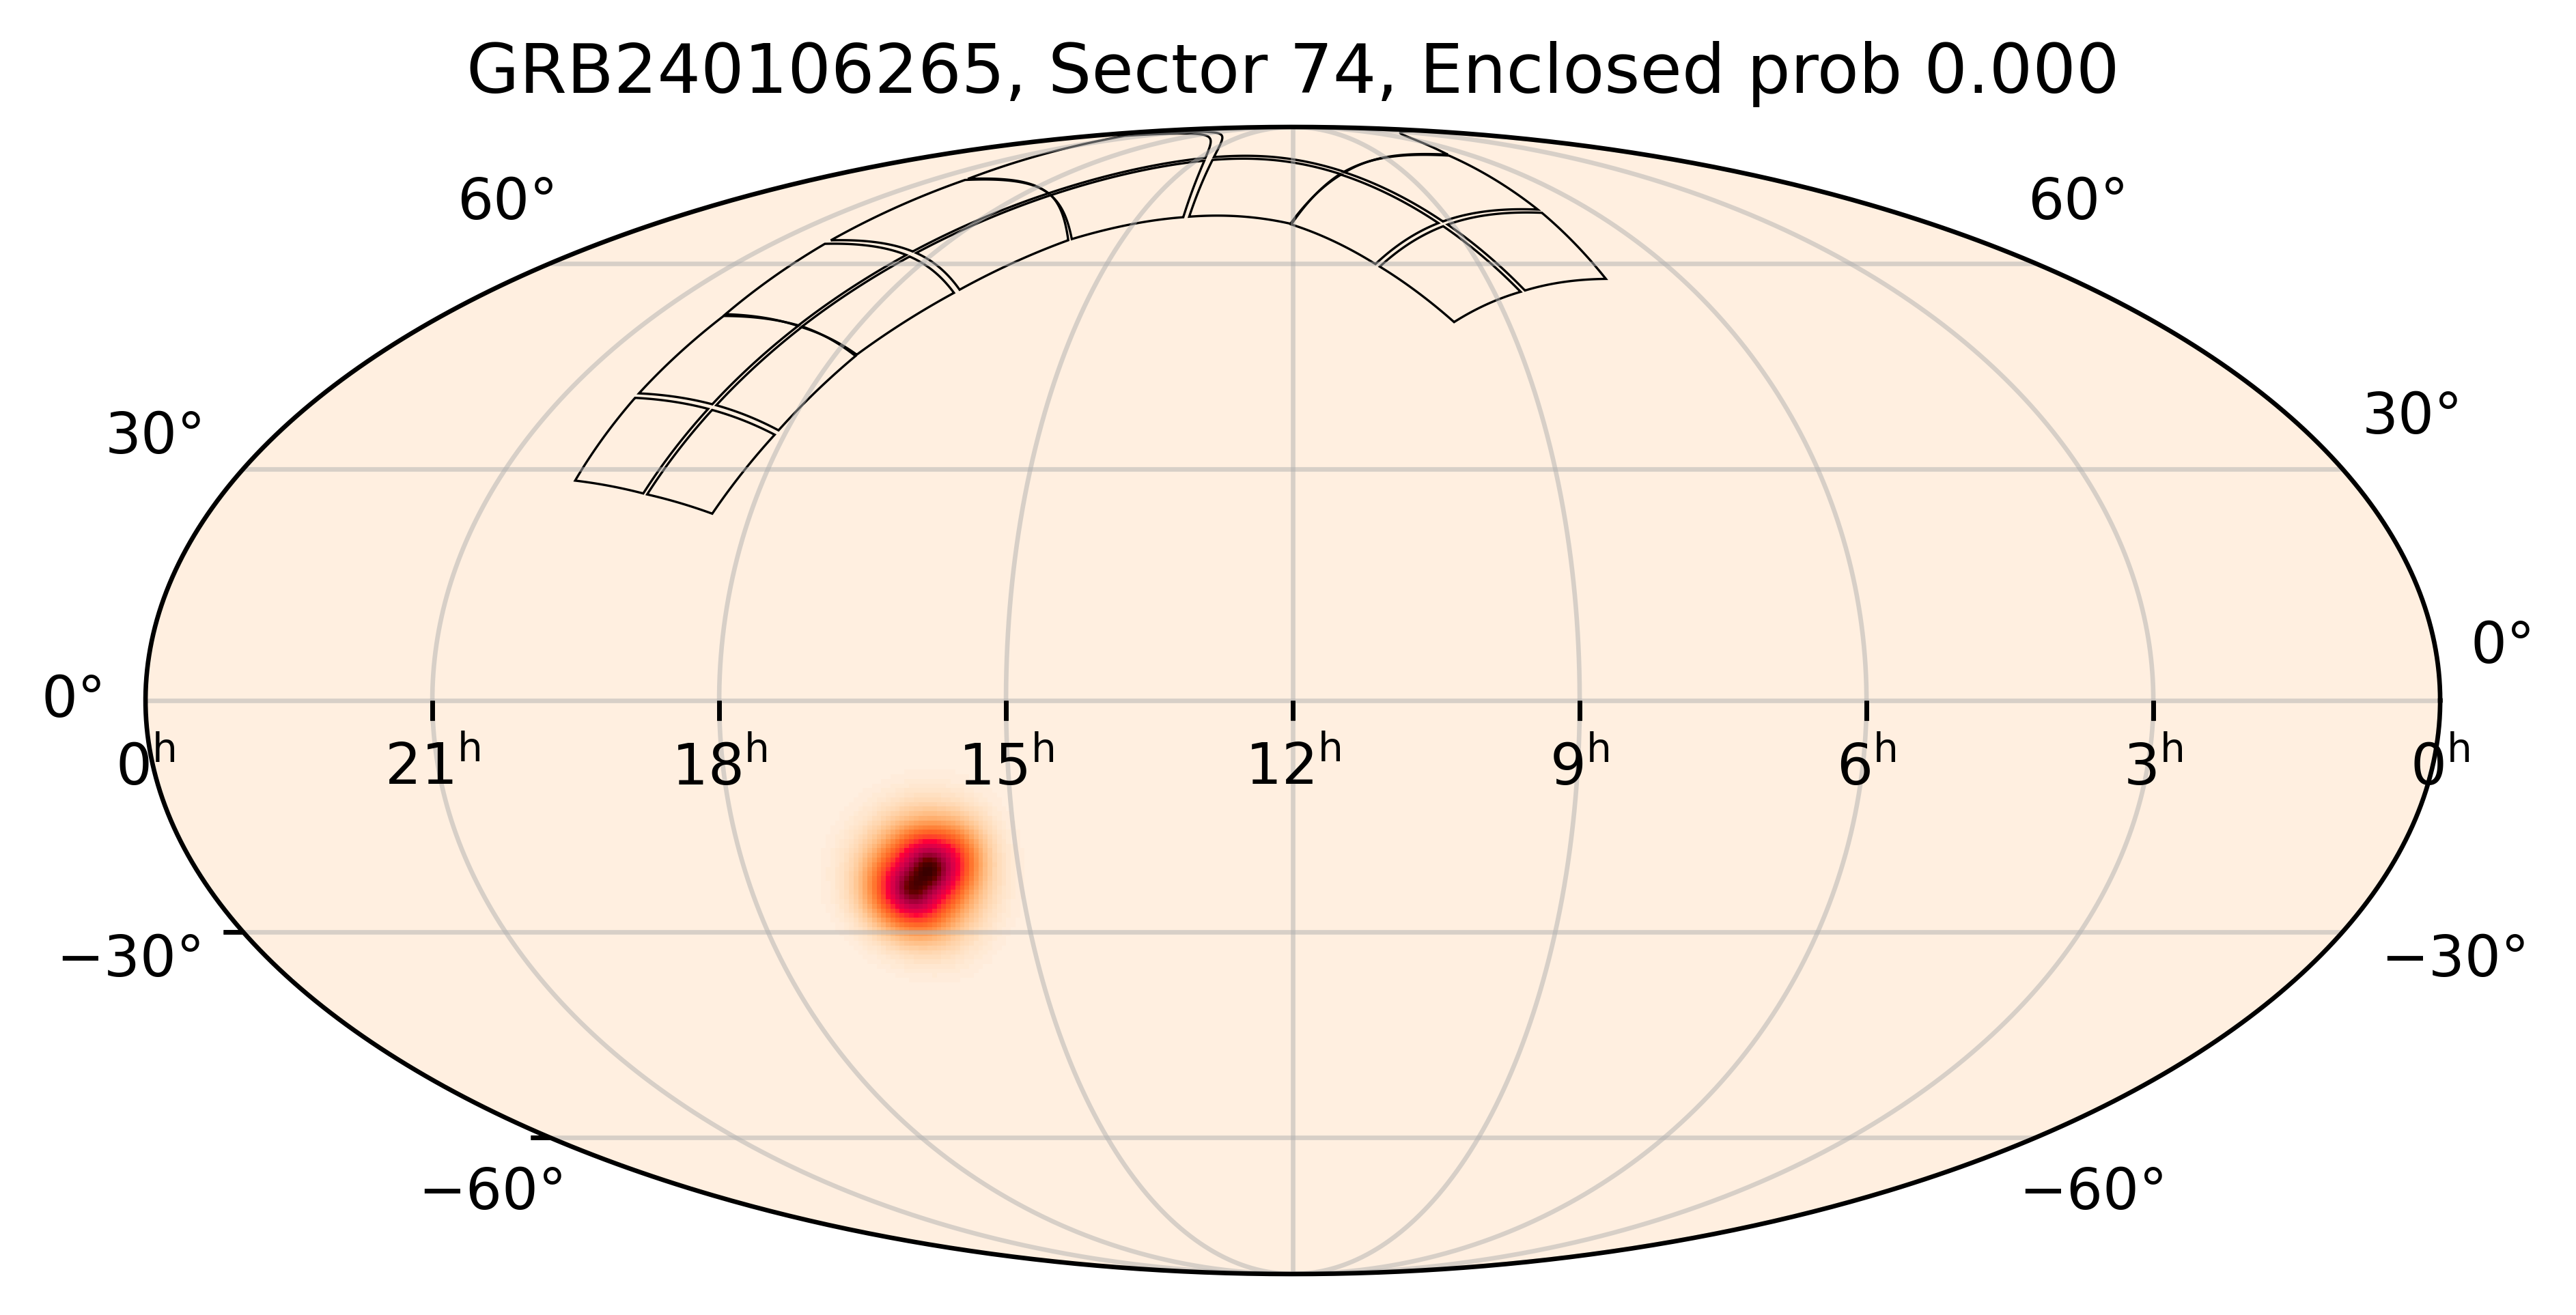 GRB240106265, Sector 74, Enclosed prob 0.000
60° 60°
30° 30°
0° 0°
0ʰ 21ʰ 18ʰ 15ʰ 12ʰ 9ʰ 6ʰ 3ʰ 0ʰ
−30° −30°
−60° −60°